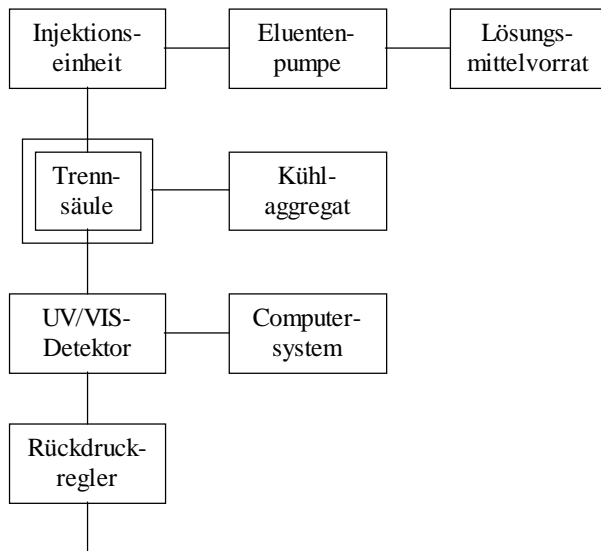 Injektions-
einheit
Eluenten-
pumpe
Lösungs-
mittelvorrat
Trenn-
säule
Kühl-
aggregat
UV/VIS-
Detektor
Computer-
system
Rückdruck-
regler